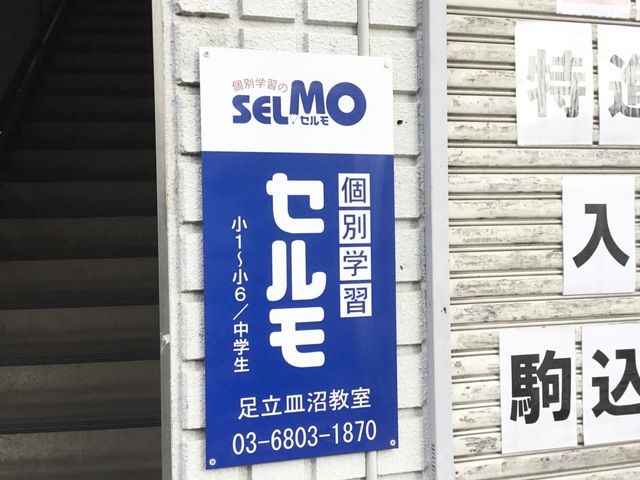 個別学習の
SELMO
セルモ
個別学習
セルモ
小1～小6／中学生
足立皿沼教室
03-6803-1870
特進
入
駒込